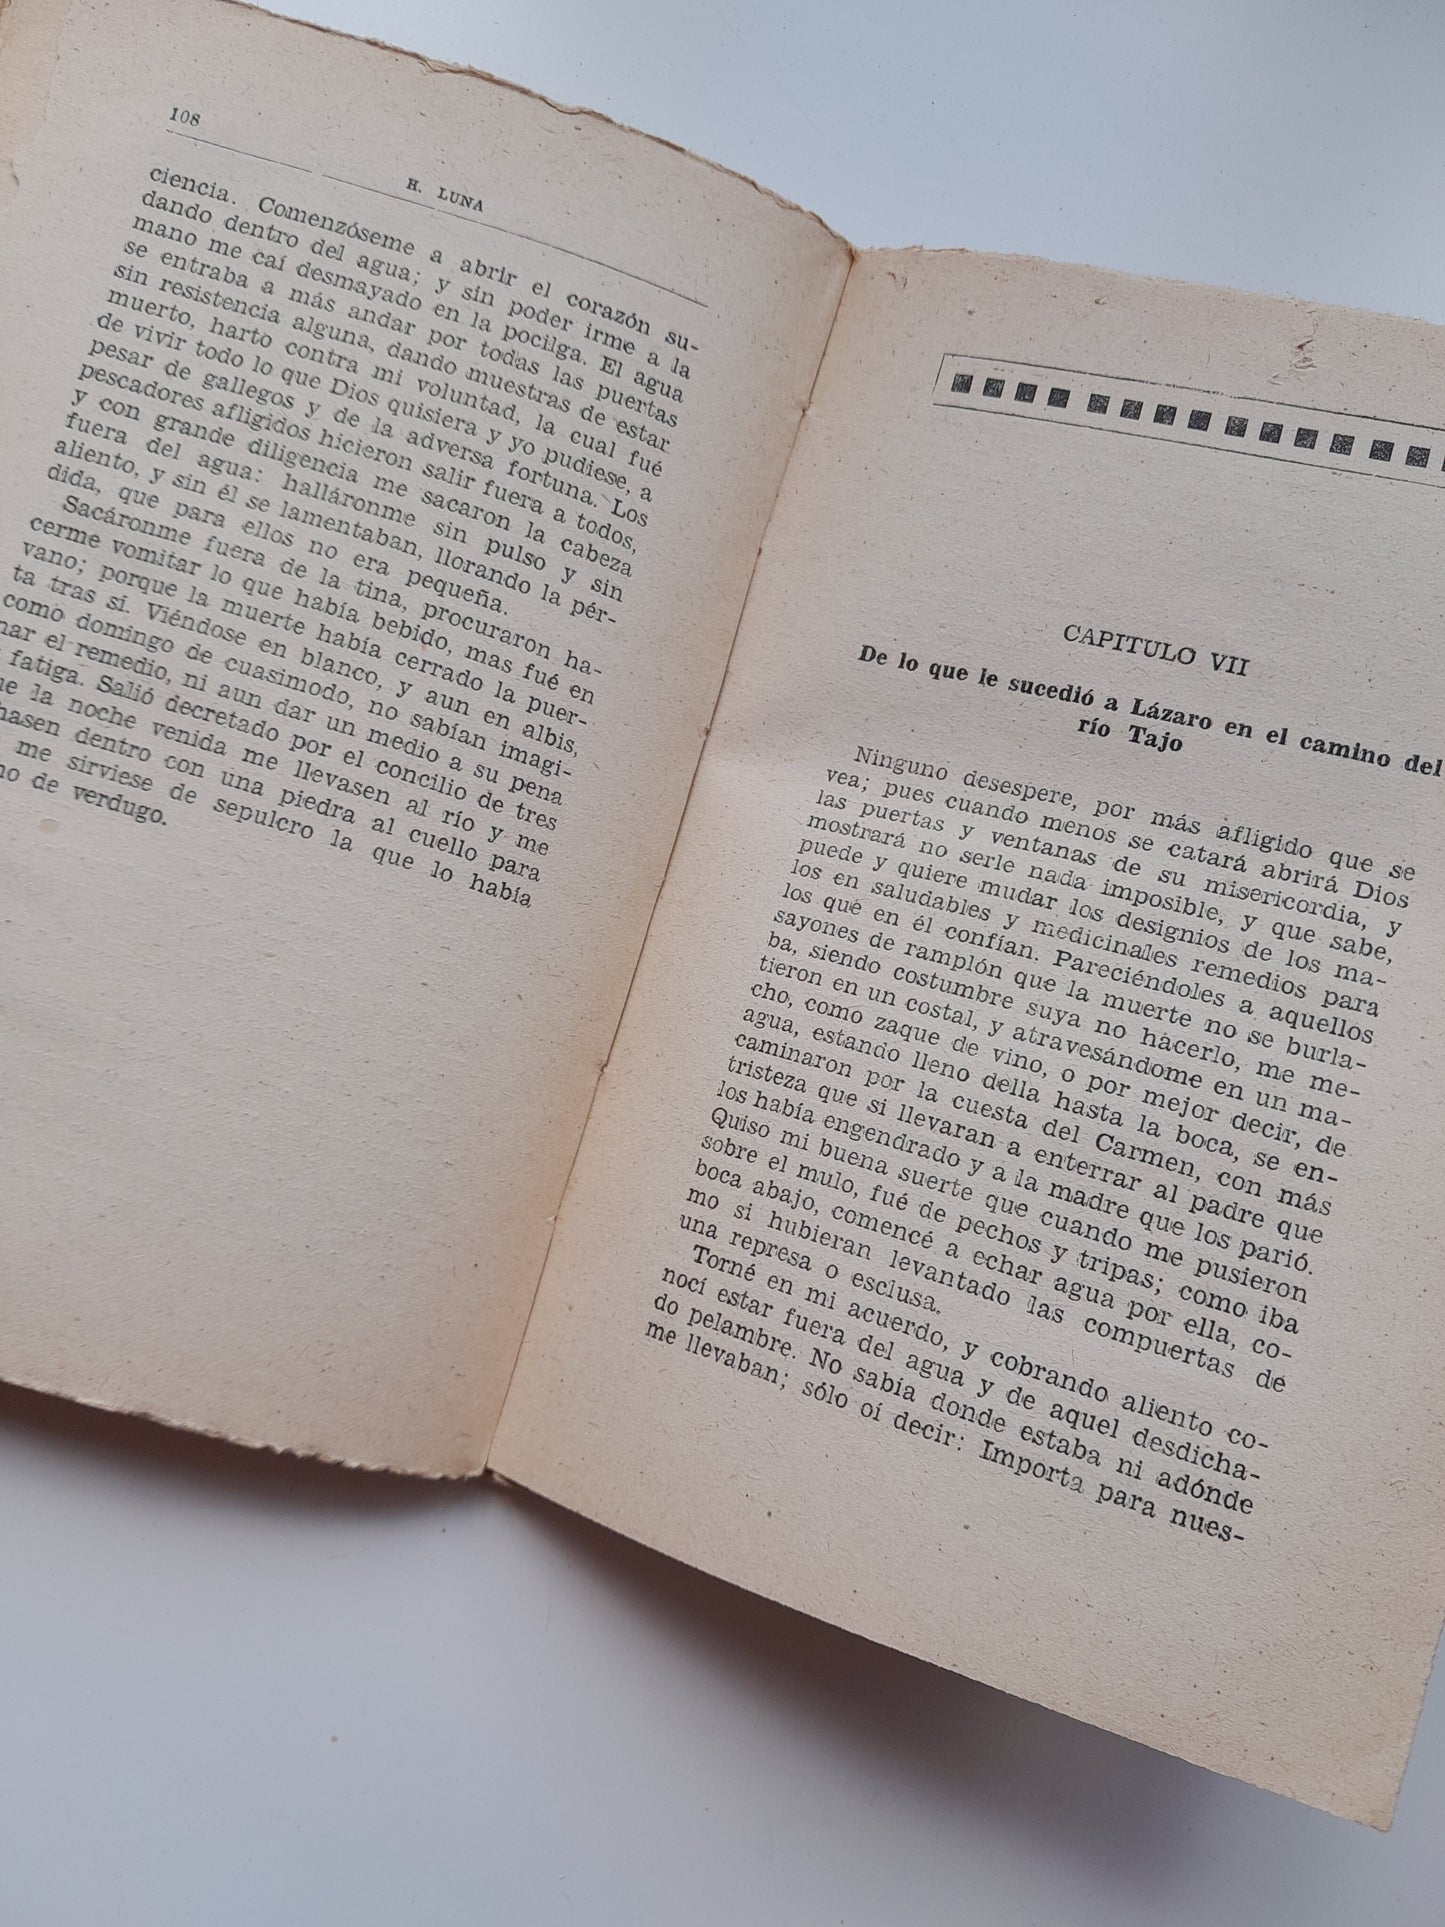 108
H. LUNA
ciencia. Comenzóseme a abrir el corazón su-
dando dentro del agua; y sin poder irme a la
mano me caí desmayado en la pocilga. El agua
se entraba a más andar por todas las puertas
sin resistencia alguna, dando muestras de estar
muerto, harto contra mi voluntad, la cual fué
de vivir todo lo que Dios quisiera y yo pudiese, a
pesar de gallegos y de la adversa fortuna. Los
pescadores afligidos hicieron salir fuera a todos,
y con grande diligencia me sacaron la cabeza
fuera del agua: halláronme sin pulso y sin
aliento, y sin él se lamentaban, llorando la pér-
dida, que para ellos no era pequeña.
Sacáronme fuera de la tina, procuraron ha-
cerme vomitar lo que había bebido, mas fué en
vano; porque la muerte había cerrado la puer-
ta tras sí. Viéndose en blanco, y aun en albis,
como domingo de cuasimodo, no sabían imagi-
nar el remedio, ni aun dar un medio a su pena
fatiga. Salió decretado por el concilio de tres
la noche venida me llevasen al río y me
dentro con una piedra al cuello para
me sirviese de sepulcro la que lo había
de verdugo.
CAPITULO VII
De lo que le sucedió a Lázaro en el camino del
río Tajo
Ninguno desespere, por más afligido que se
vea; pues cuando menos se catará abrirá Dios
las puertas y ventanas de su misericordia, y
mostrará no serle nada imposible, y que sabe,
puede y quiere mudar los designios de los ma-
los en saludables y medicinales remedios para
los que en él confían. Pareciéndoles a aquellos
sayones de ramplón que la muerte no se burla-
ba, siendo costumbre suya no hacerlo, me me-
tieron en un costal, y atravesándome en un ma-
cho, como zaque de vino, o por mejor decir, de
agua, estando lleno della hasta la boca, se en-
caminaron por la cuesta del Carmen, con más
tristeza que si llevaran a enterrar al padre que
los había engendrado y a la madre que los parió.
Quiso mi buena suerte que cuando me pusieron
sobre el mulo, fué de pechos y tripas; como iba
boca abajo, comencé a echar agua por ella, co-
mo si hubieran levantado las compuertas de
una represa o esclusa.
Torné en mi acuerdo, y cobrando aliento co-
nocí estar fuera del agua y de aquel desdicha-
do pelambre. No sabía donde estaba ni adónde
me llevaban; sólo oí decir: Importa para nues-